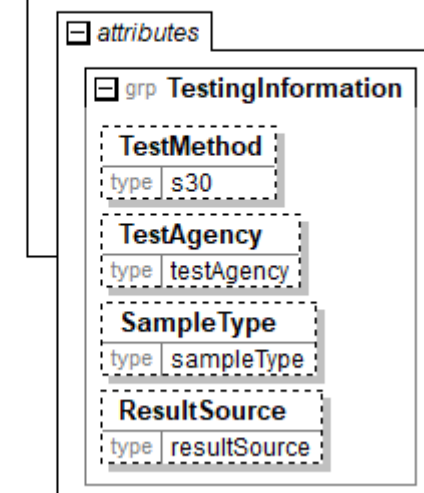 attributes
grp TestingInformation
TestMethod
type s30
TestAgency
type testAgency
SampleType
type sampleType
ResultSource
type resultSource